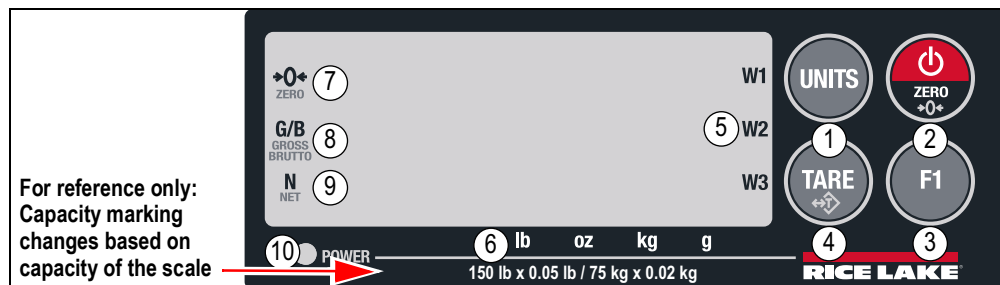 For reference only:
Capacity marking
changes based on
capacity of the scale
→0←
ZERO
7
G/B
GROSS
BRUTTO
8
N
NET
9
10
POWER
W1
5 W2
W3
6 lb oz kg g
150 lb x 0.05 lb / 75 kg x 0.02 kg
UNITS
1
ZERO
→0←
2
TARE
↔T
4
F1
3
RICE LAKE